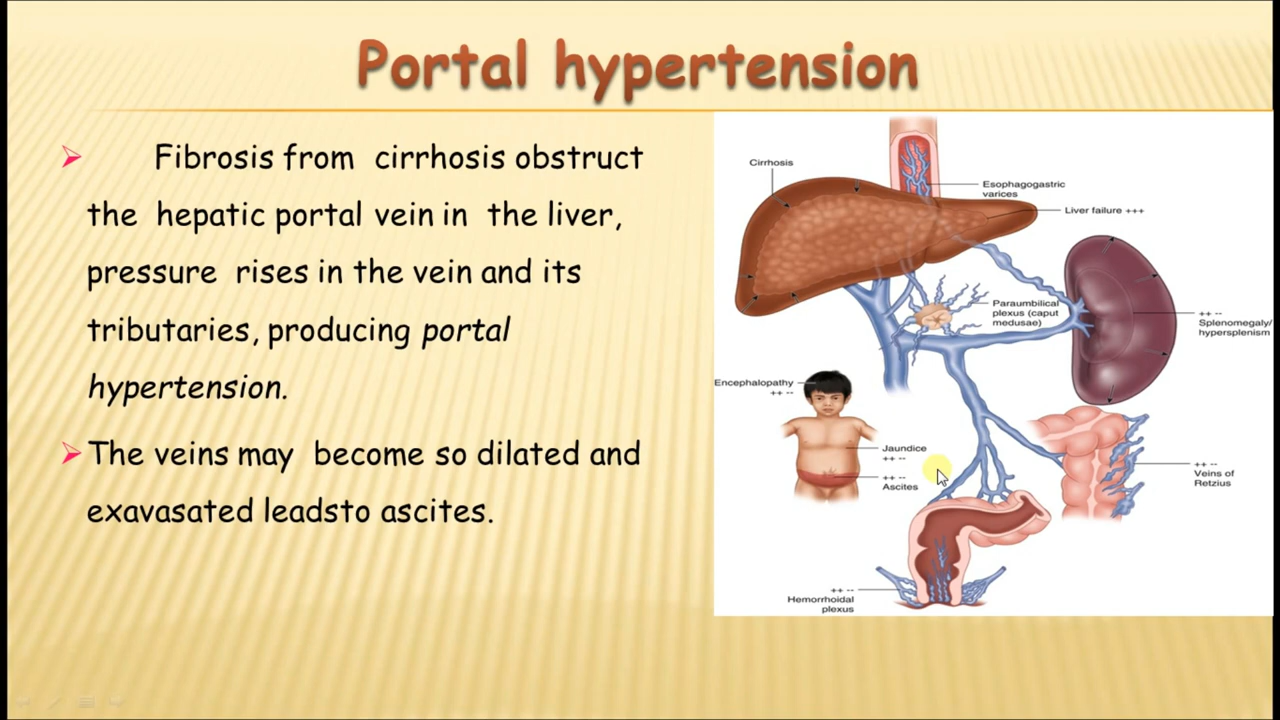 Portal hypertension
Fibrosis from cirrhosis obstruct
the hepatic portal vein in the liver,
pressure rises in the vein and its
tributaries, producing portal
hypertension.
The veins may become so dilated and
exavasated leadsto ascites.
Cirrhosis
Esophagogastric
varices
Liver failure +++
Paraumbilical
plexus (caput
medusae)
++ --
Splenomegaly/
hypersplenism
Encephalopathy
++ --
Jaundice
++ --
++ --
Ascites
++ --
Veins of
Retzius
++ --
Hemorrhoidal
plexus